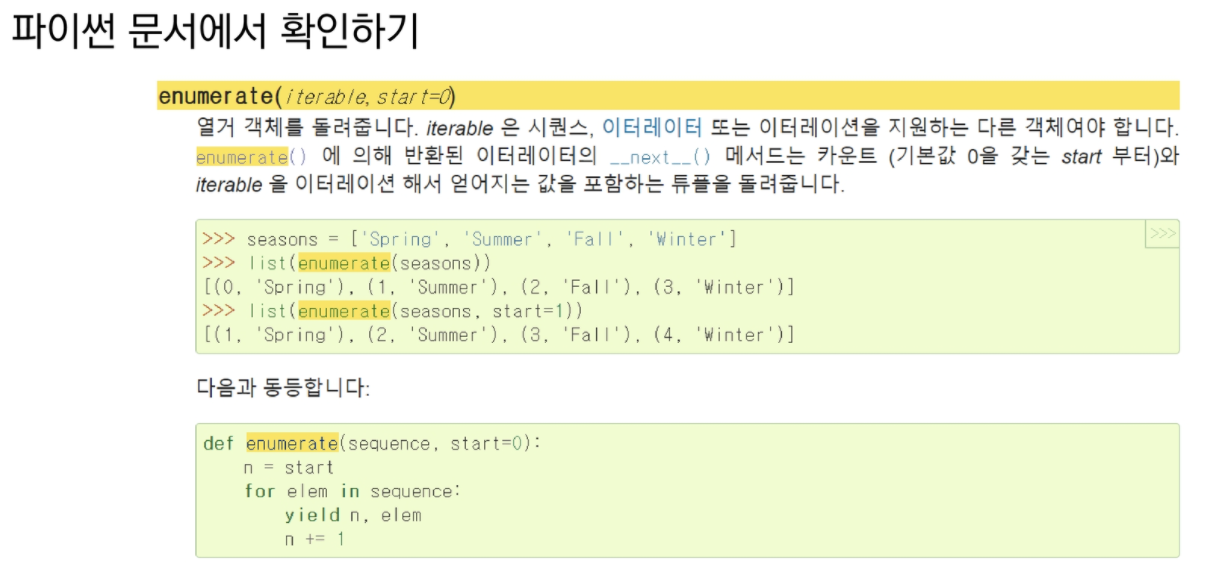 파이썬 문서에서 확인하기
enumerate(iterable, start=0)
열거 객체를 돌려줍니다. iterable 은 시퀀스, 이터레이터 또는 이터레이션을 지원하는 다른 객체여야 합니다.
enumerate() 에 의해 반환된 이터레이터의 __next__() 메서드는 카운트 (기본값 0을 갖는 start 부터)와
iterable 을 이터레이션 해서 얻어지는 값을 포함하는 튜플을 돌려줍니다.
>>> seasons = ['Spring', 'Summer', 'Fall', 'Winter']
>>>
>>> list(enumerate(seasons))
[(0, 'Spring'), (1, 'Summer'), (2, 'Fall'), (3, 'Winter')]
>>> list(enumerate(seasons, start=1))
[(1, 'Spring'), (2, 'Summer'), (3, 'Fall'), (4, 'Winter')]
다음과 동등합니다:
def enumerate(sequence, start=0):
    n = start
    for elem in sequence:
        yield n, elem
        n += 1